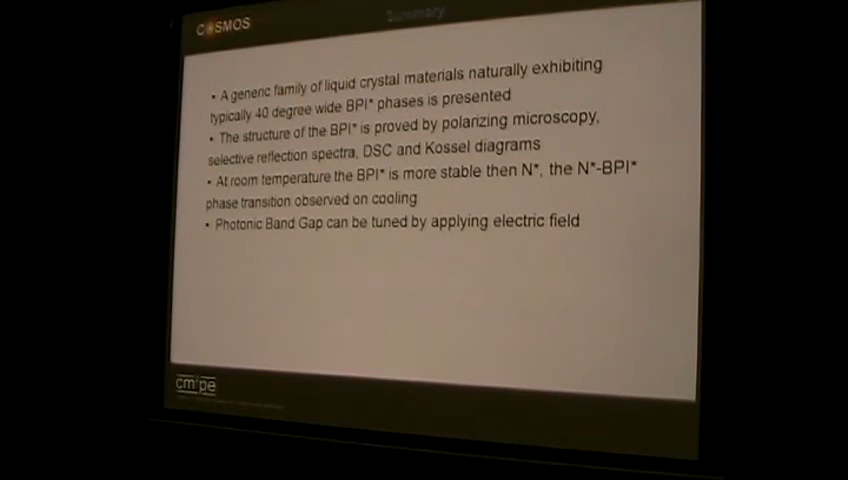 COSMOS
Summary
• A generic family of liquid crystal materials naturally exhibiting
typically 40 degree wide BPI* phases is presented
• The structure of the BPI* is proved by polarizing microscopy,
selective reflection spectra, DSC and Kossel diagrams
• At room temperature the BPI* is more stable then N*, the N*-BPI*
phase transition observed on cooling
• Photonic Band Gap can be tuned by applying electric field
cm²pe